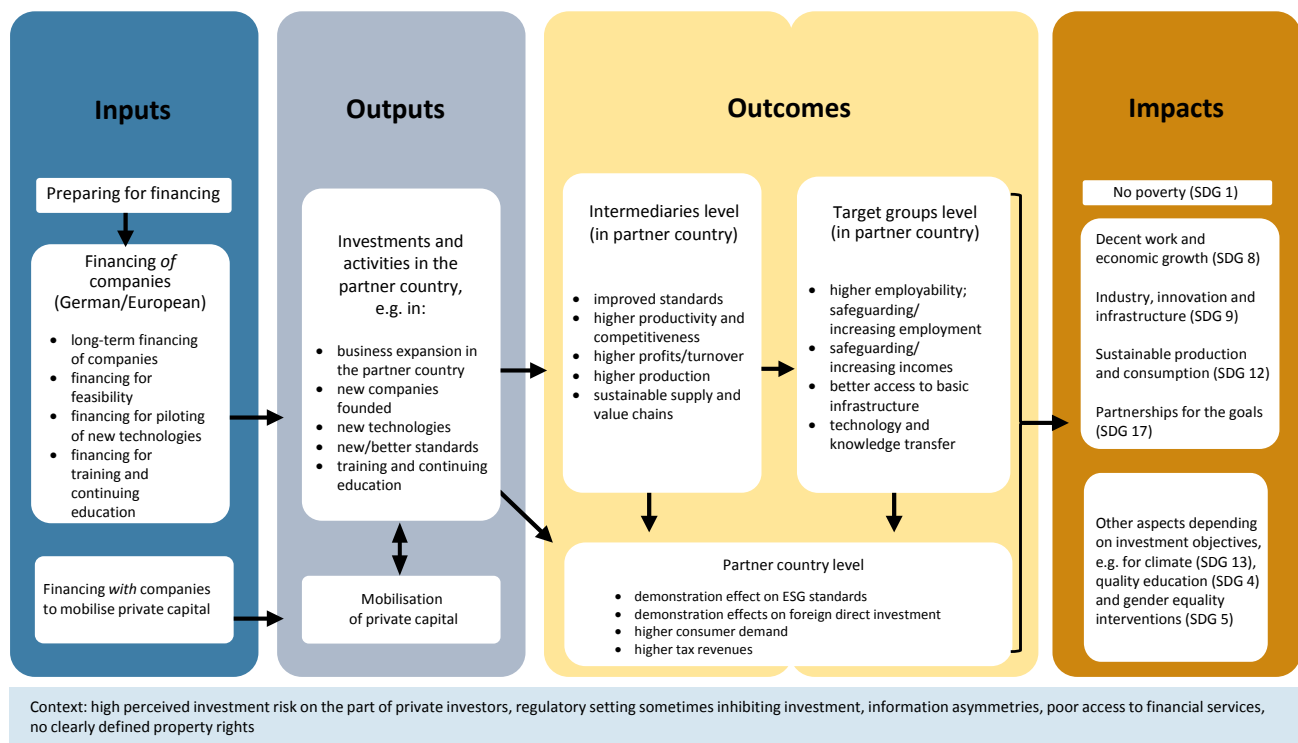 Inputs
Preparing for financing
Financing of
companies
(German/European)
• long-term financing
of companies
• financing for
feasibility
• financing for piloting
of new technologies
• financing for
training and
continuing
education
Financing with companies
to mobilise private capital
Outputs
Investments and
activities in the
partner country,
e.g. in:
• business expansion in
the partner country
• new companies
founded
• new technologies
• new/better standards
• training and continuing
education
Mobilisation
of private capital
Outcomes
Intermediaries level
(in partner country)
• improved standards
• higher productivity and
competitiveness
• higher profits/turnover
• higher production
• sustainable supply and
value chains
Target groups level
(in partner country)
• higher employability;
safeguarding/
increasing employment
• safeguarding/
increasing incomes
• better access to basic
infrastructure
• technology and
knowledge transfer
Partner country level
• demonstration effect on ESG standards
• demonstration effects on foreign direct investment
• higher consumer demand
• higher tax revenues
Impacts
No poverty (SDG 1)
Decent work and
economic growth (SDG 8)
Industry, innovation and
infrastructure (SDG 9)
Sustainable production
and consumption (SDG 12)
Partnerships for the goals
(SDG 17)
Other aspects depending
on investment objectives,
e.g. for climate (SDG 13),
quality education (SDG 4)
and gender equality
interventions (SDG 5)
Context: high perceived investment risk on the part of private investors, regulatory setting sometimes inhibiting investment, information asymmetries, poor access to financial services,
no clearly defined property rights